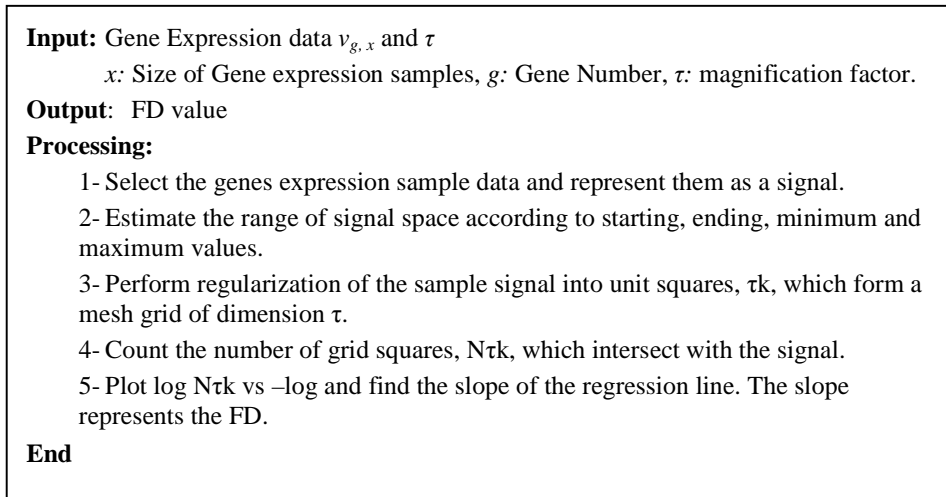 Input: Gene Expression data vg, x and τ
x: Size of Gene expression samples, g: Gene Number, τ: magnification factor.
Output: FD value
Processing:
1- Select the genes expression sample data and represent them as a signal.
2- Estimate the range of signal space according to starting, ending, minimum and
maximum values.
3- Perform regularization of the sample signal into unit squares, τk, which form a
mesh grid of dimension τ.
4- Count the number of grid squares, Nτk, which intersect with the signal.
5- Plot log Nτk vs –log and find the slope of the regression line. The slope
represents the FD.
End